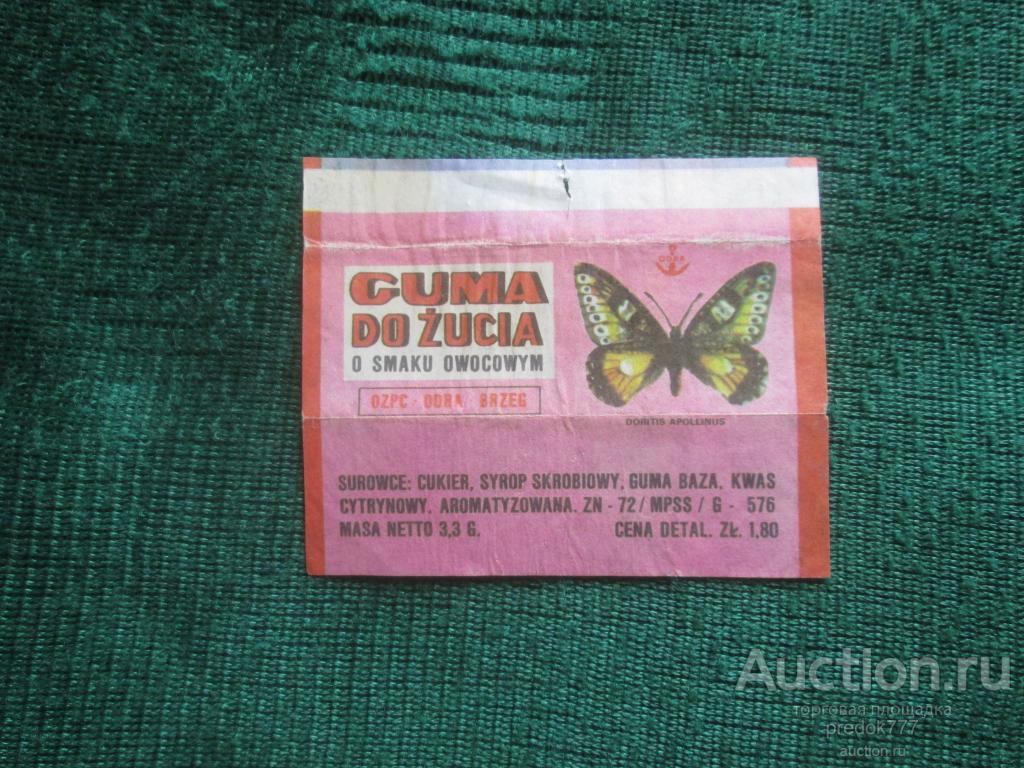 ODRA
GUMA
DO ŻUCIA
O SMAKU OWOCOWYM
OZPC · ODRA BRZEG
DORITIS APOLLINUS
SUROWCE: CUKIER, SYROP SKROBIOWY, GUMA BAZA, KWAS
CYTRYNOWY. AROMATYZOWANA. ZN - 72 / MPSS / G - 576
MASA NETTO 3,3 G. CENA DETAL. ZŁ. 1,80
Auction.ru
торговая площадка
predok777
auction.ru